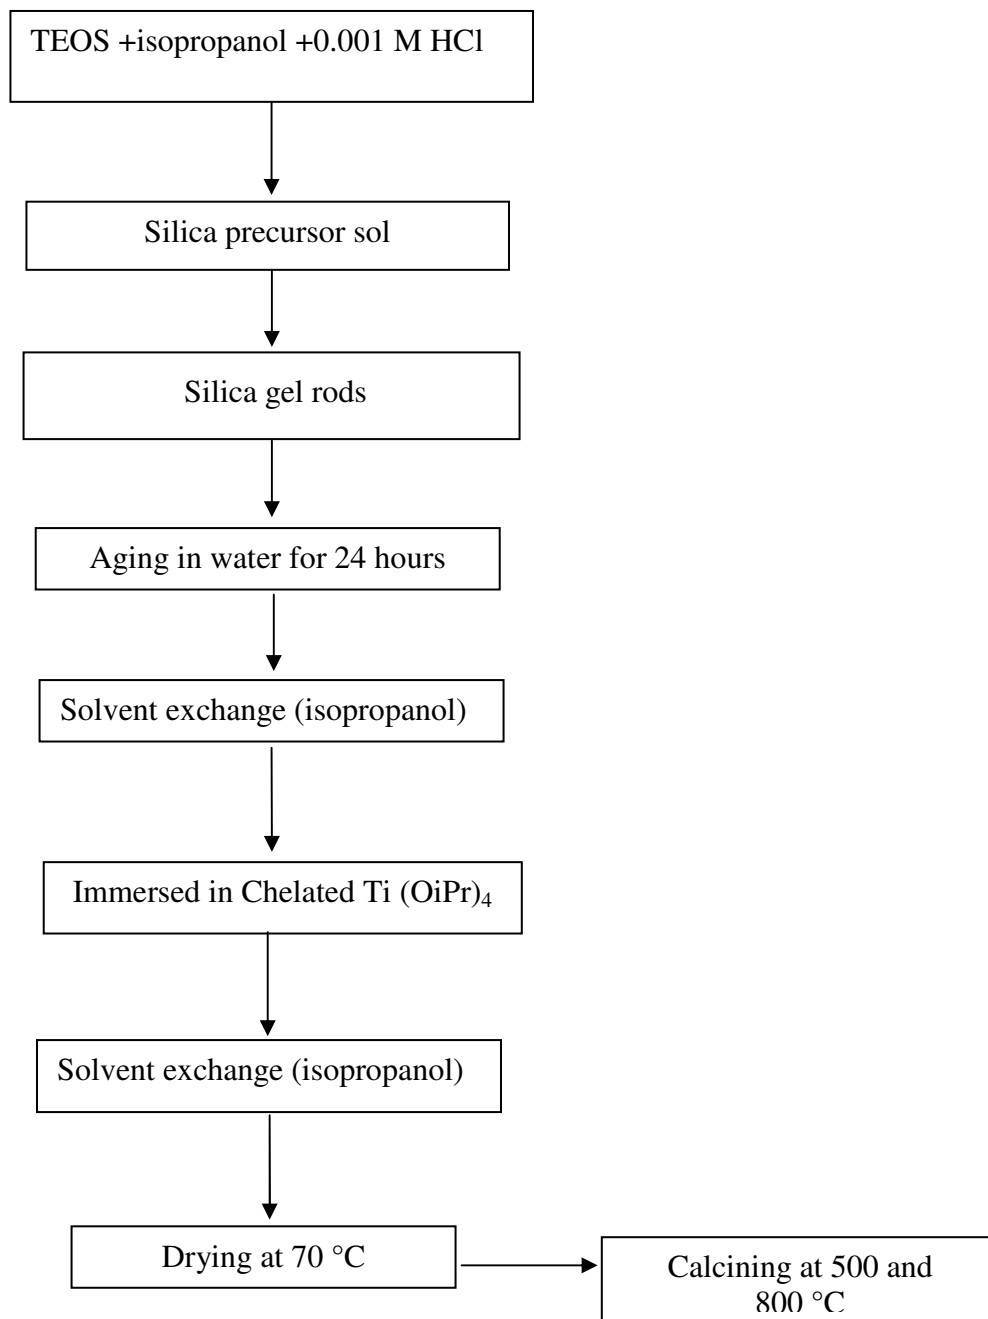 TEOS +isopropanol +0.001 M HCl
Silica precursor sol
Silica gel rods
Aging in water for 24 hours
Solvent exchange (isopropanol)
Immersed in Chelated Ti (OiPr)₄
Solvent exchange (isopropanol)
Drying at 70 °C
Calcining at 500 and
800 °C